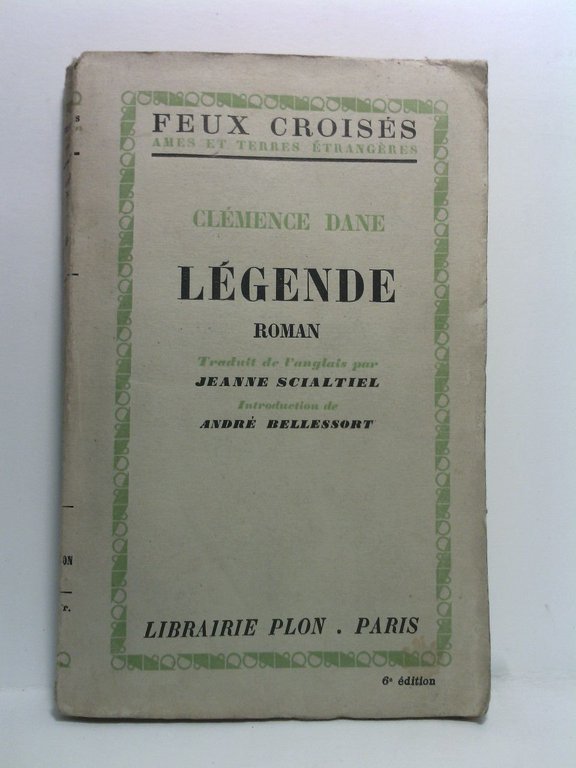 FEUX CROISÉS
AMES ET TERRES ÉTRANGÈRES
CLÉMENCE DANE
LÉGENDE
ROMAN
Traduit de l'anglais par
JEANNE SCIALTIEL
Introduction de
ANDRÉ BELLESSORT
LIBRAIRIE PLON . PARIS
6e édition